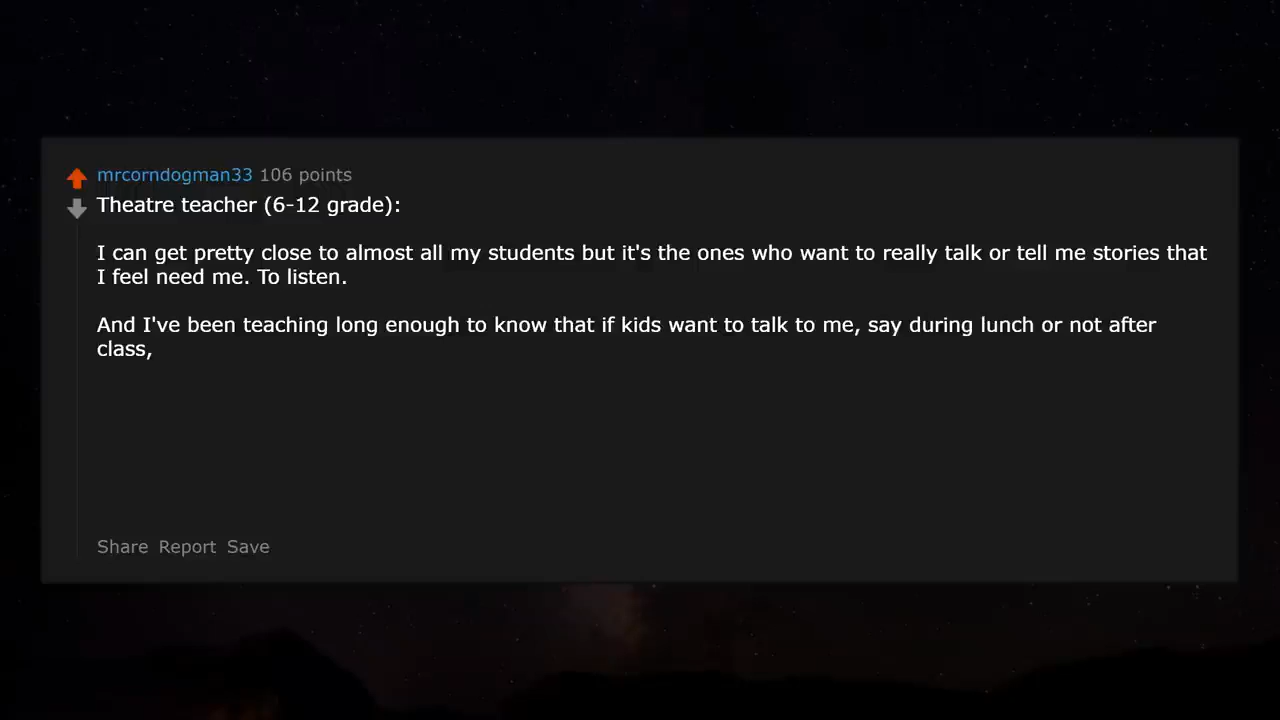 mrcorndogman33 106 points
Theatre teacher (6-12 grade):
I can get pretty close to almost all my students but it's the ones who want to really talk or tell me stories that
I feel need me. To listen.
And I've been teaching long enough to know that if kids want to talk to me, say during lunch or not after
class,
Share Report Save